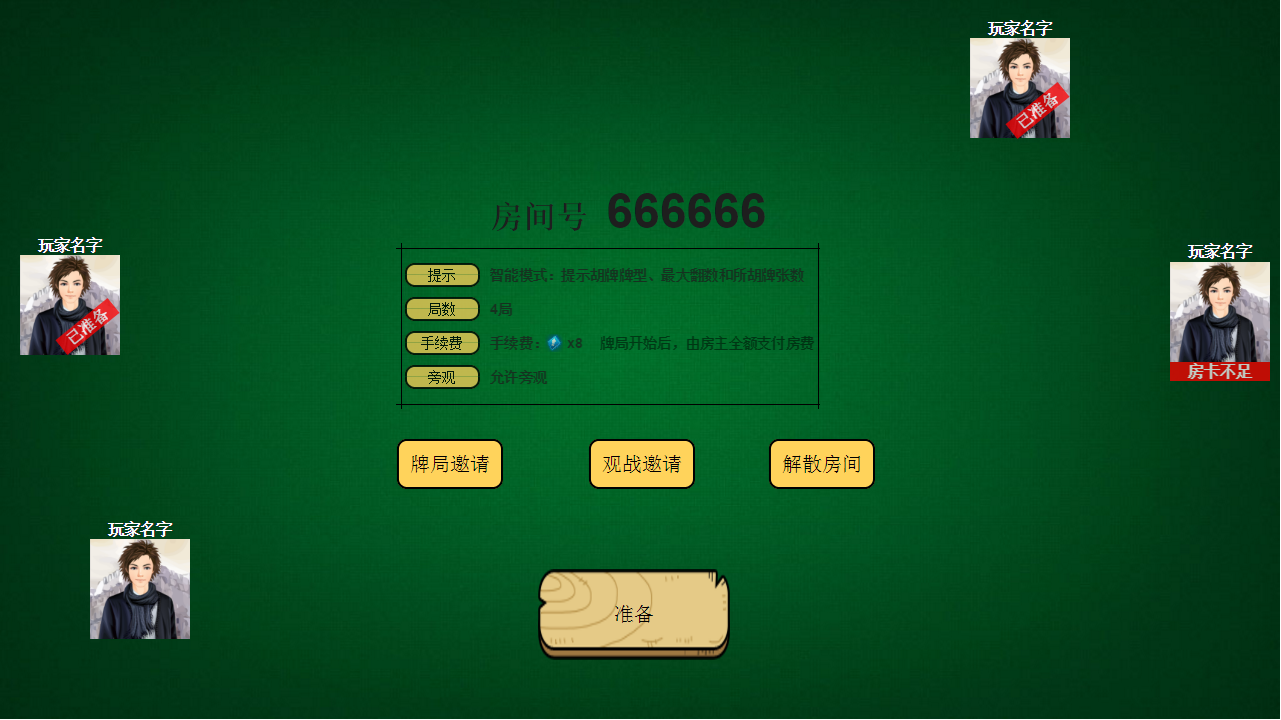 玩家名字
已准备
房间号 666666
玩家名字
已准备
玩家名字
房卡不足
提示 智能模式：提示胡牌牌型、最大翻数和所胡牌张数
局数 4局
手续费 手续费： x8 牌局开始后，由房主全额支付房费
旁观 允许旁观
牌局邀请 观战邀请 解散房间
玩家名字
准备